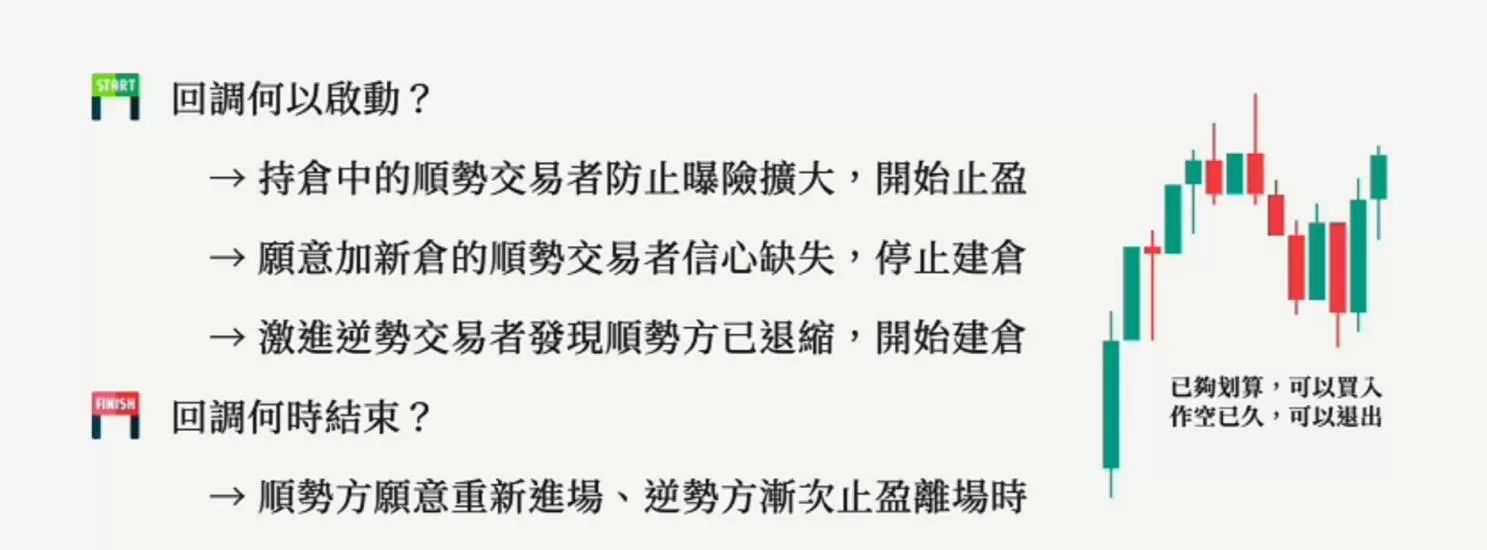 START
回調何以啟動？
→ 持倉中的順勢交易者防止曝險擴大，開始止盈
→ 願意加新倉的順勢交易者信心缺失，停止建倉
→ 激進逆勢交易者發現順勢方已退縮，開始建倉
FINISH
回調何時結束？
→ 順勢方願意重新進場、逆勢方漸次止盈離場時
已夠划算，可以買入
作空已久，可以退出